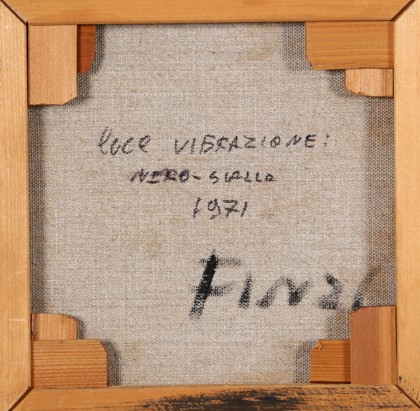 luce VIBRAZIONE:
NERO-GIALLO
1971
FINZI